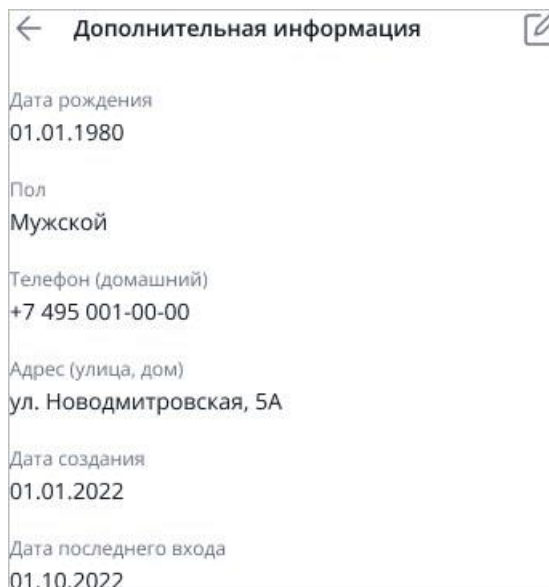 Дополнительная информация
Дата рождения
01.01.1980
Пол
Мужской
Телефон (домашний)
+7 495 001-00-00
Адрес (улица, дом)
ул. Новодмитровская, 5А
Дата создания
01.01.2022
Дата последнего входа
01.10.2022